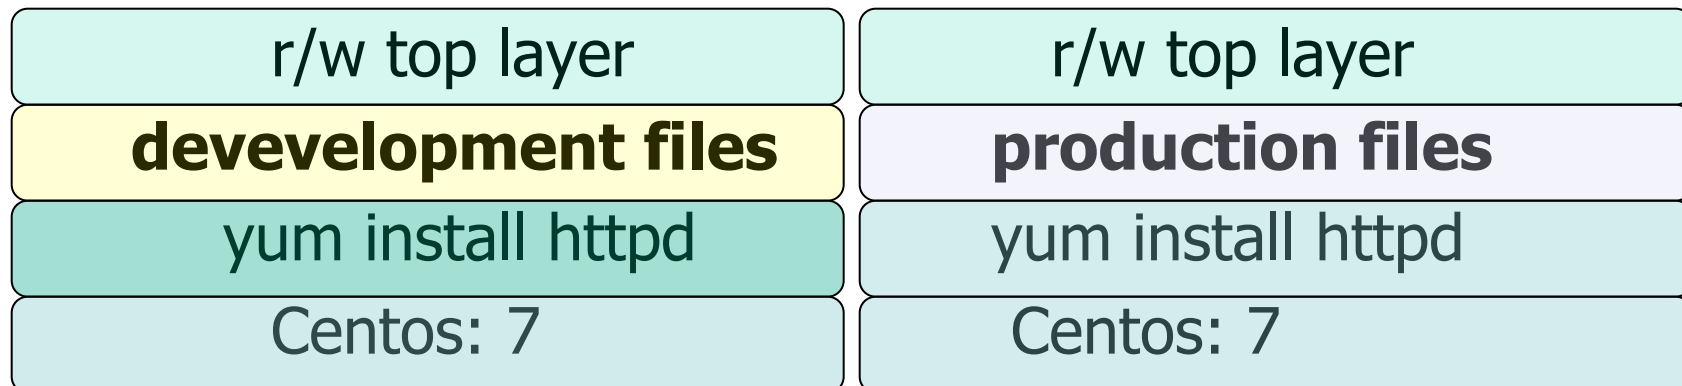 r/w top layer
r/w top layer
devevelopment files
production files
yum install httpd
yum install httpd
Centos: 7
Centos: 7